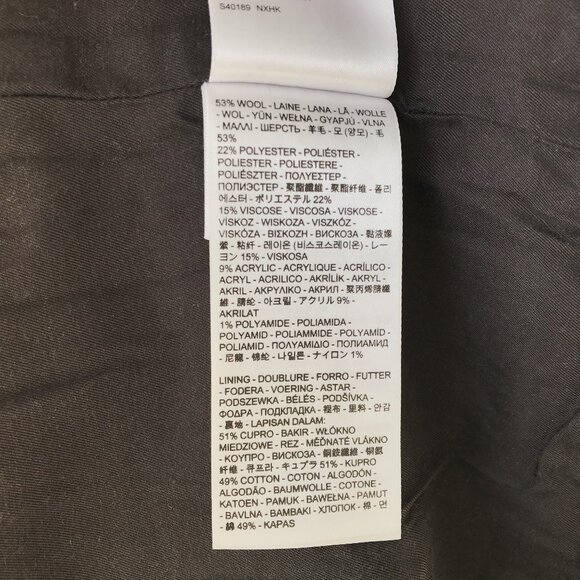 S40189 NXHK
53% WOOL - LAINE - LANA - LÃ - WOLLE
- WOL - YÜN - WEŁNA - GYAPJÚ - VLNA
- ΜΑΛΛΙ - ШЕРСТЬ - 羊毛 - 모 (양모) - 毛
53%
22% POLYESTER - POLIÉSTER -
POLIESTER - POLIESTERE -
POLIÉSZTER - ΠΟΛΥΕΣΤΕΡ -
ПОЛИЭСТЕР - 聚酯纖維 - 聚酯纤维 - 폴리
에스터 - ポリエステル 22%
15% VISCOSE - VISCOSA - VISKOSE -
VİSKOZ - WISKOZA - VISZKÓZ -
VISKÓZA - ΒΙΣΚΟΖΗ - ВИСКОЗА - 黏液嫘
縈 - 粘纤 - 레이온 (비스코스레이온) - レー
ヨン 15% - VISKOSA
9% ACRYLIC - ACRYLIQUE - ACRÍLICO -
ACRYL - ACRILICO - AKRİLİK - AKRYL -
AKRIL - ΑΚΡΥΛΙΚΟ - АКРИЛ - 聚丙烯腈纖
維 - 腈纶 - 아크릴 - アクリル 9% -
AKRILAT
1% POLYAMIDE - POLIAMIDA -
POLYAMID - POLIAMMIDE - POLYAMİD -
POLIAMID - ΠΟΛΥΑΜΙΔΙΟ - ПОЛИАМИД
- 尼龍 - 锦纶 - 나일론 - ナイロン 1%
LINING - DOUBLURE - FORRO - FUTTER
- FODERA - VOERING - ASTAR -
PODSZEWKA - BÉLÉS - PODŠÍVKA -
ΦΟΔΡΑ - ПОДКЛАДКА - 裡布 - 里料 - 안감
- 裏地 - LAPISAN DALAM:
51% CUPRO - BAKIR - WŁÓKNO
MIEDZIOWE - REZ - MĚĎNATÉ VLÁKNO
- ΚΟΥΠΡΟ - ВИСКОЗА - 銅銨纖維 - 铜氨
纤维 - 큐프라 - キュプラ 51% - KUPRO
49% COTTON - COTON - ALGODÓN -
ALGODÃO - BAUMWOLLE - COTONE -
KATOEN - PAMUK - BAWEŁNA - PAMUT
- BAVLNA - ΒΑΜΒΑΚΙ - ХЛОПОК - 棉 - 면
- 綿 49% - KAPAS